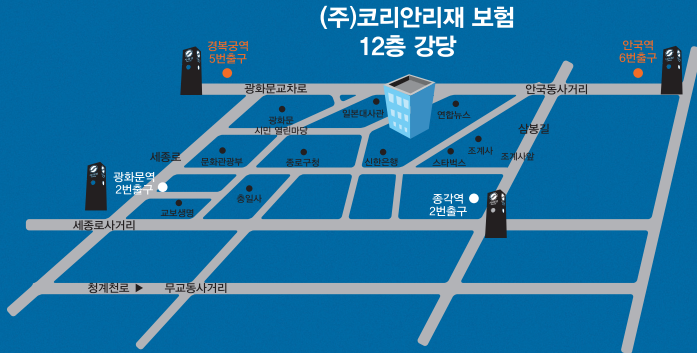 (주)코리안리재 보험
12층 강당
경복궁역
5번출구
안국역
6번출구
광화문교차로
안국동사거리
광화문
시민 열린마당
일본대사관
연합뉴스
삼봉길
세종로
문화관광부
종로구청
신한은행
스타벅스
조계사
조계사앞
광화문역
2번출구
교보생명
종일사
종각역
2번출구
세종로사거리
청계천로 ▶ 무교동사거리